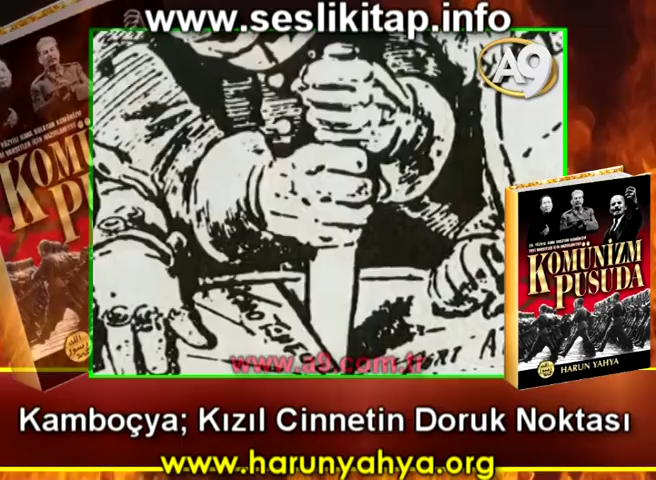 www.seslikitap.info
A9
KOMÜNİZM
PUSUDA
HARUN YAHYA
www.a9.com.tr
Kamboçya; Kızıl Cinnetin Doruk Noktası
www.harunyahya.org